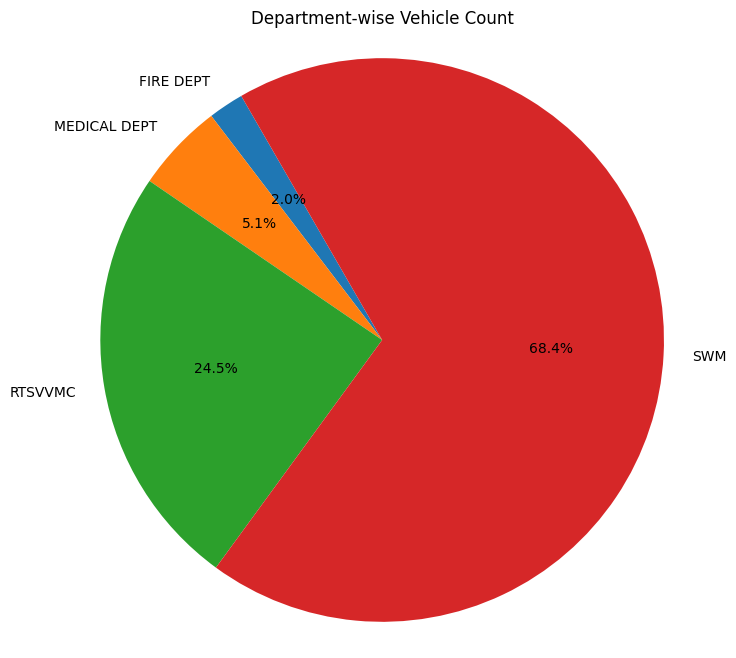 Department-wise Vehicle Count
FIRE DEPT
MEDICAL DEPT
2.0%
5.1%
68.4%
SWM
24.5%
RTSVVMC